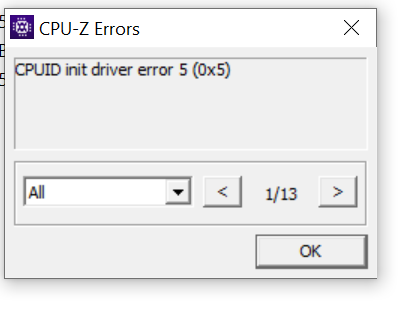 CPU-Z Errors
CPUID init driver error 5 (0x5)
All < 1/13 >
OK